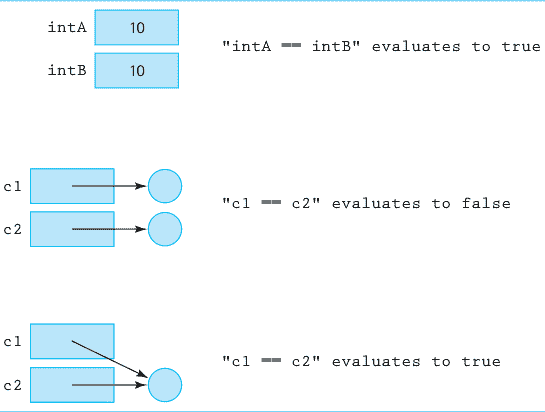 intA 10
"intA == intB" evaluates to true
intB 10
c1
"c1 == c2" evaluates to false
c2
c1
"c1 == c2" evaluates to true
c2